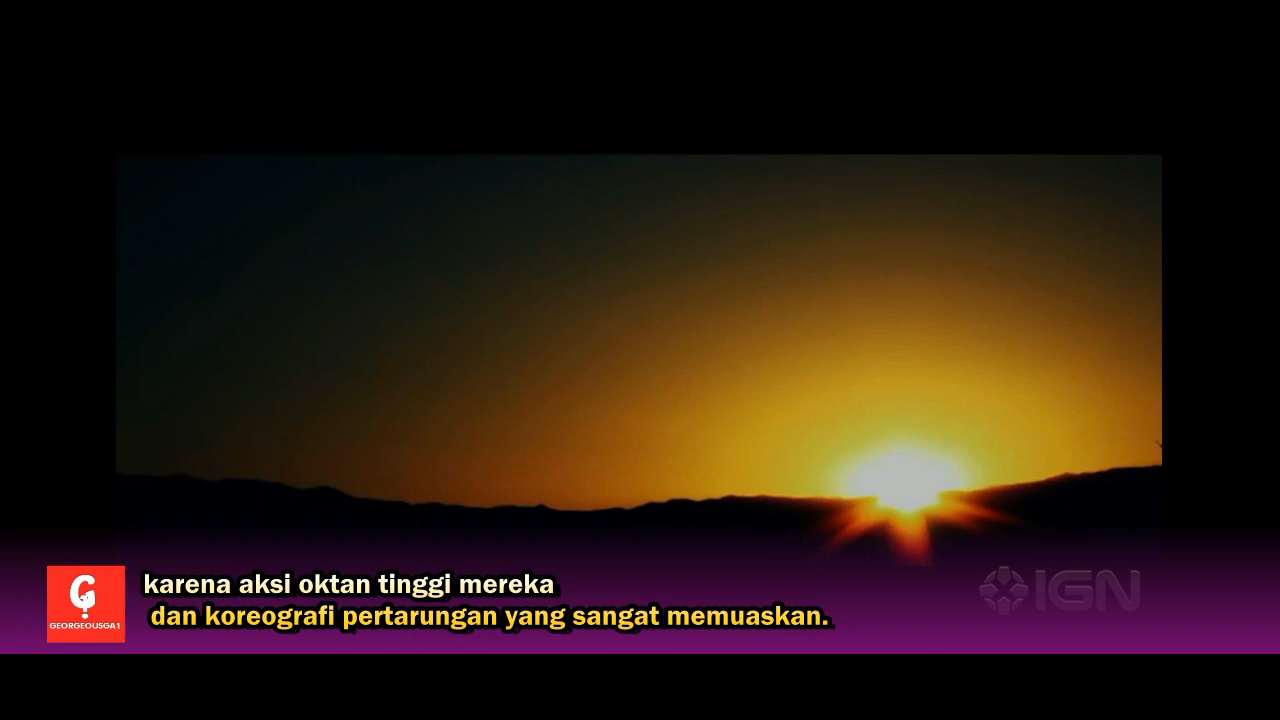 karena aksi oktan tinggi mereka
dan koreografi pertarungan yang sangat memuaskan.
G
GEORGEOUSGA1
IGN